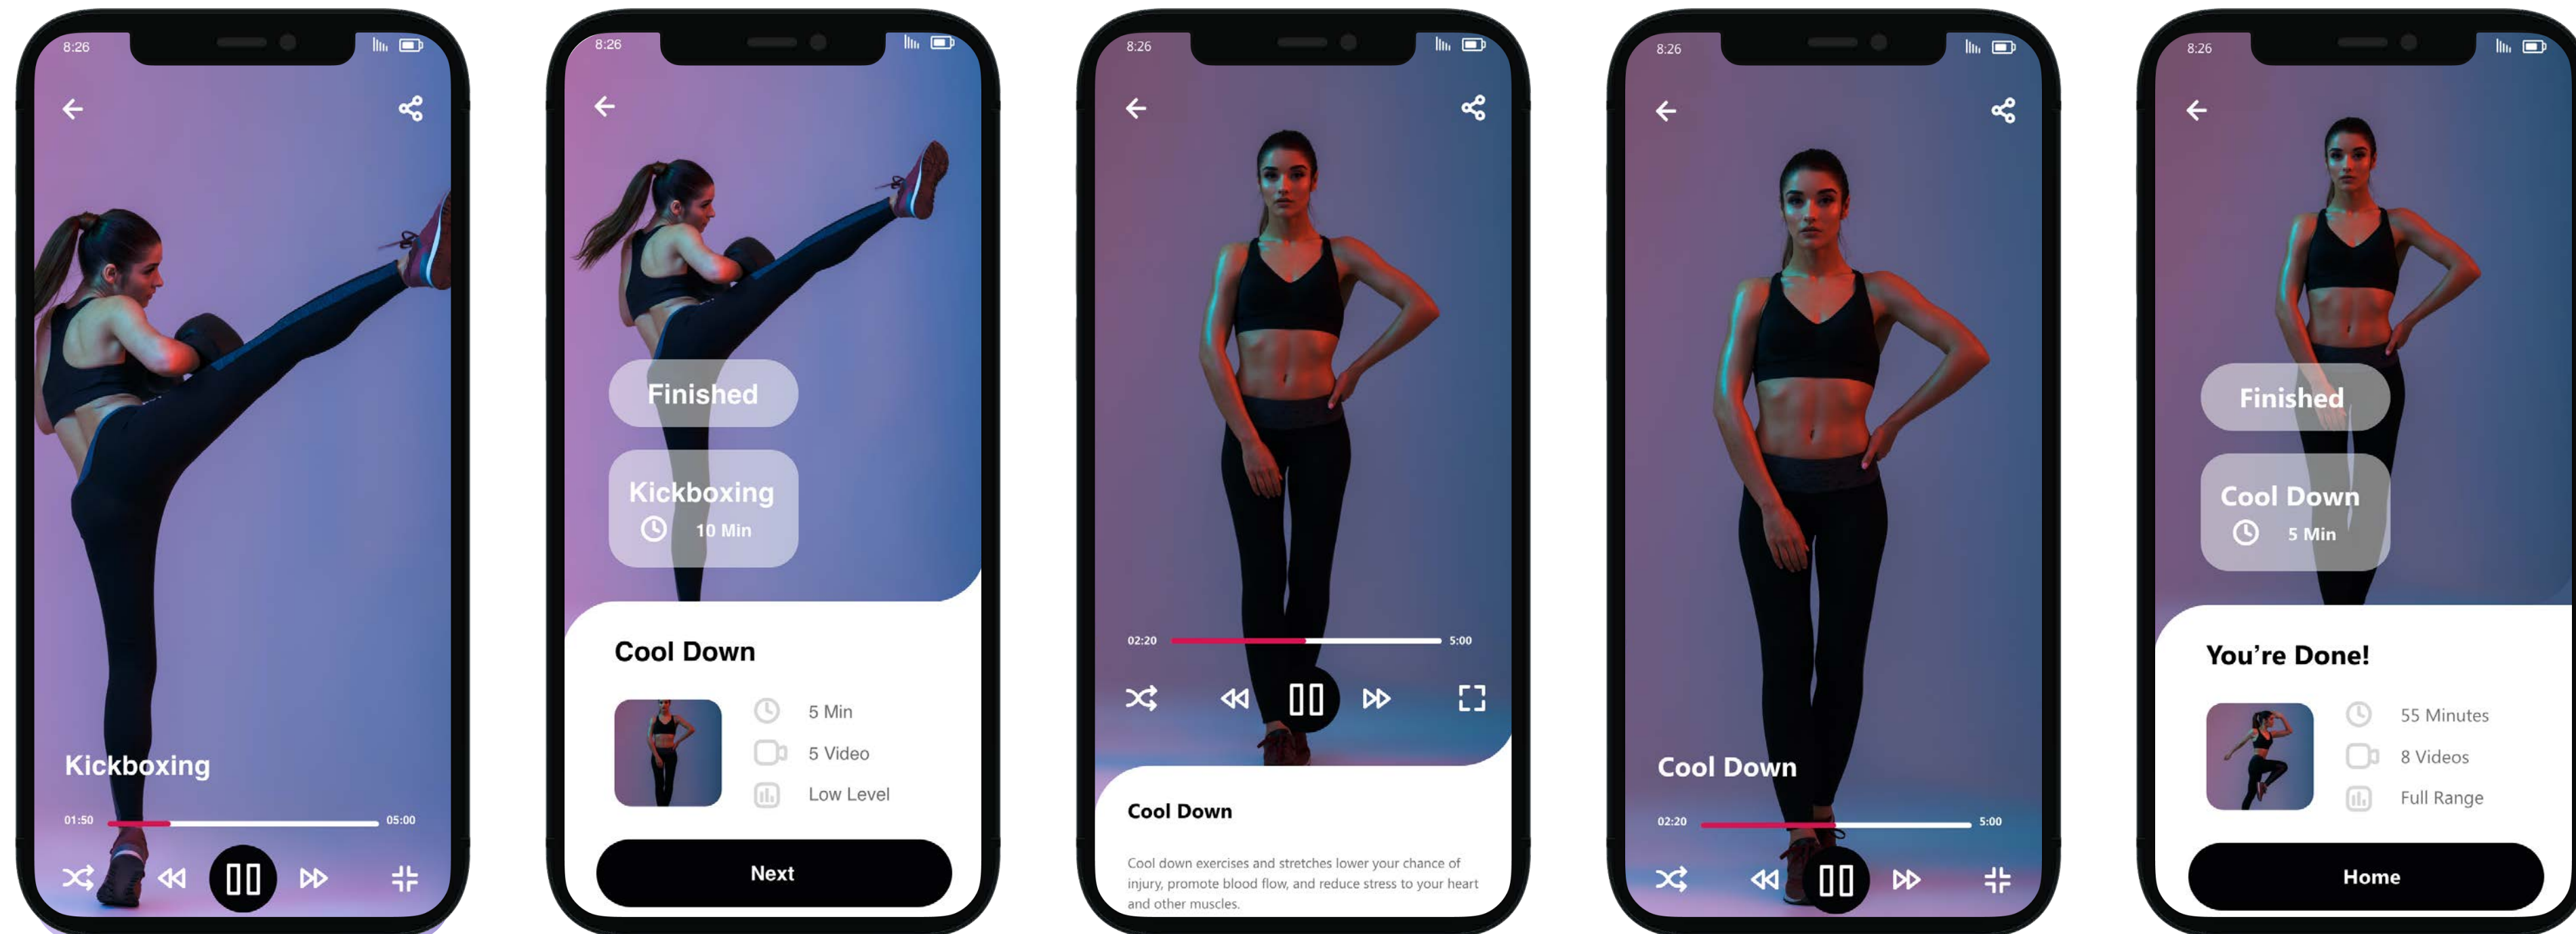 8:26
Kickboxing
01:50
05:00
8:26
Finished
Kickboxing
10 Min
Cool Down
5 Min
5 Video
Low Level
Next
8:26
02:20
5:00
Cool Down
Cool down exercises and stretches lower your chance of
injury, promote blood flow, and reduce stress to your heart
and other muscles.
8:26
Cool Down
02:20
5:00
8:26
Finished
Cool Down
5 Min
You're Done!
55 Minutes
8 Videos
Full Range
Home